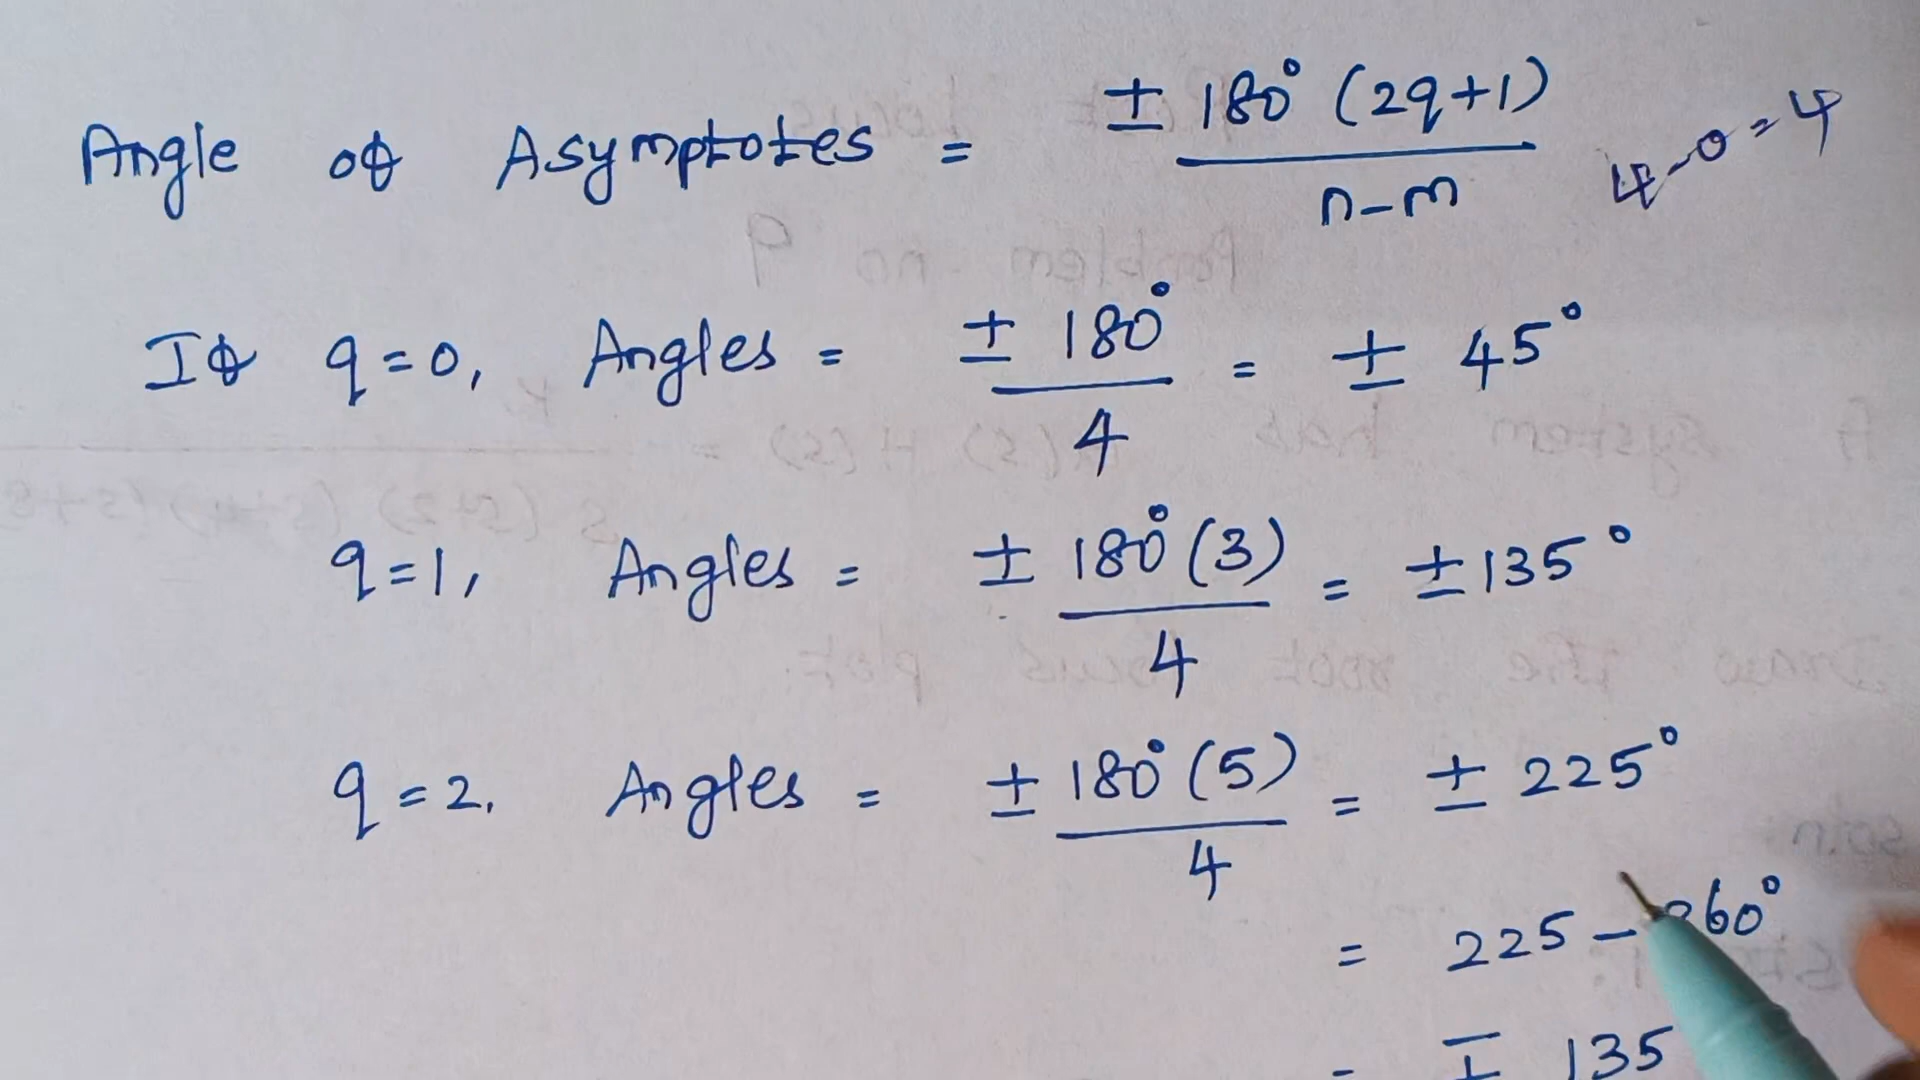 Angle of Asymptotes = ± 180° (2q+1) / n-m 4-0=4
If q=0, Angles = ± 180° / 4 = ± 45°
q=1, Angles = ± 180° (3) / 4 = ±135°
q=2. Angles = ± 180° (5) / 4 = ± 225°
= 225 - 360°
= ∓ 135